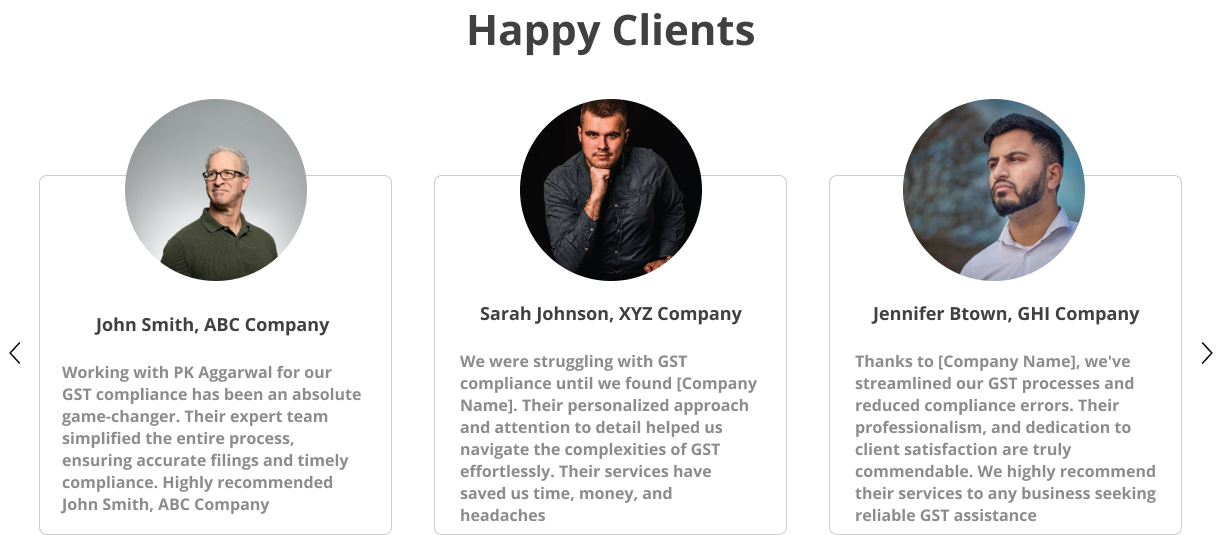 Happy Clients
John Smith, ABC Company
Working with PK Aggarwal for our
GST compliance has been an absolute
game-changer. Their expert team
simplified the entire process,
ensuring accurate filings and timely
compliance. Highly recommended
John Smith, ABC Company
Sarah Johnson, XYZ Company
We were struggling with GST
compliance until we found [Company
Name]. Their personalized approach
and attention to detail helped us
navigate the complexities of GST
effortlessly. Their services have
saved us time, money, and
headaches
Jennifer Btown, GHI Company
Thanks to [Company Name], we've
streamlined our GST processes and
reduced compliance errors. Their
professionalism, and dedication to
client satisfaction are truly
commendable. We highly recommend
their services to any business seeking
reliable GST assistance